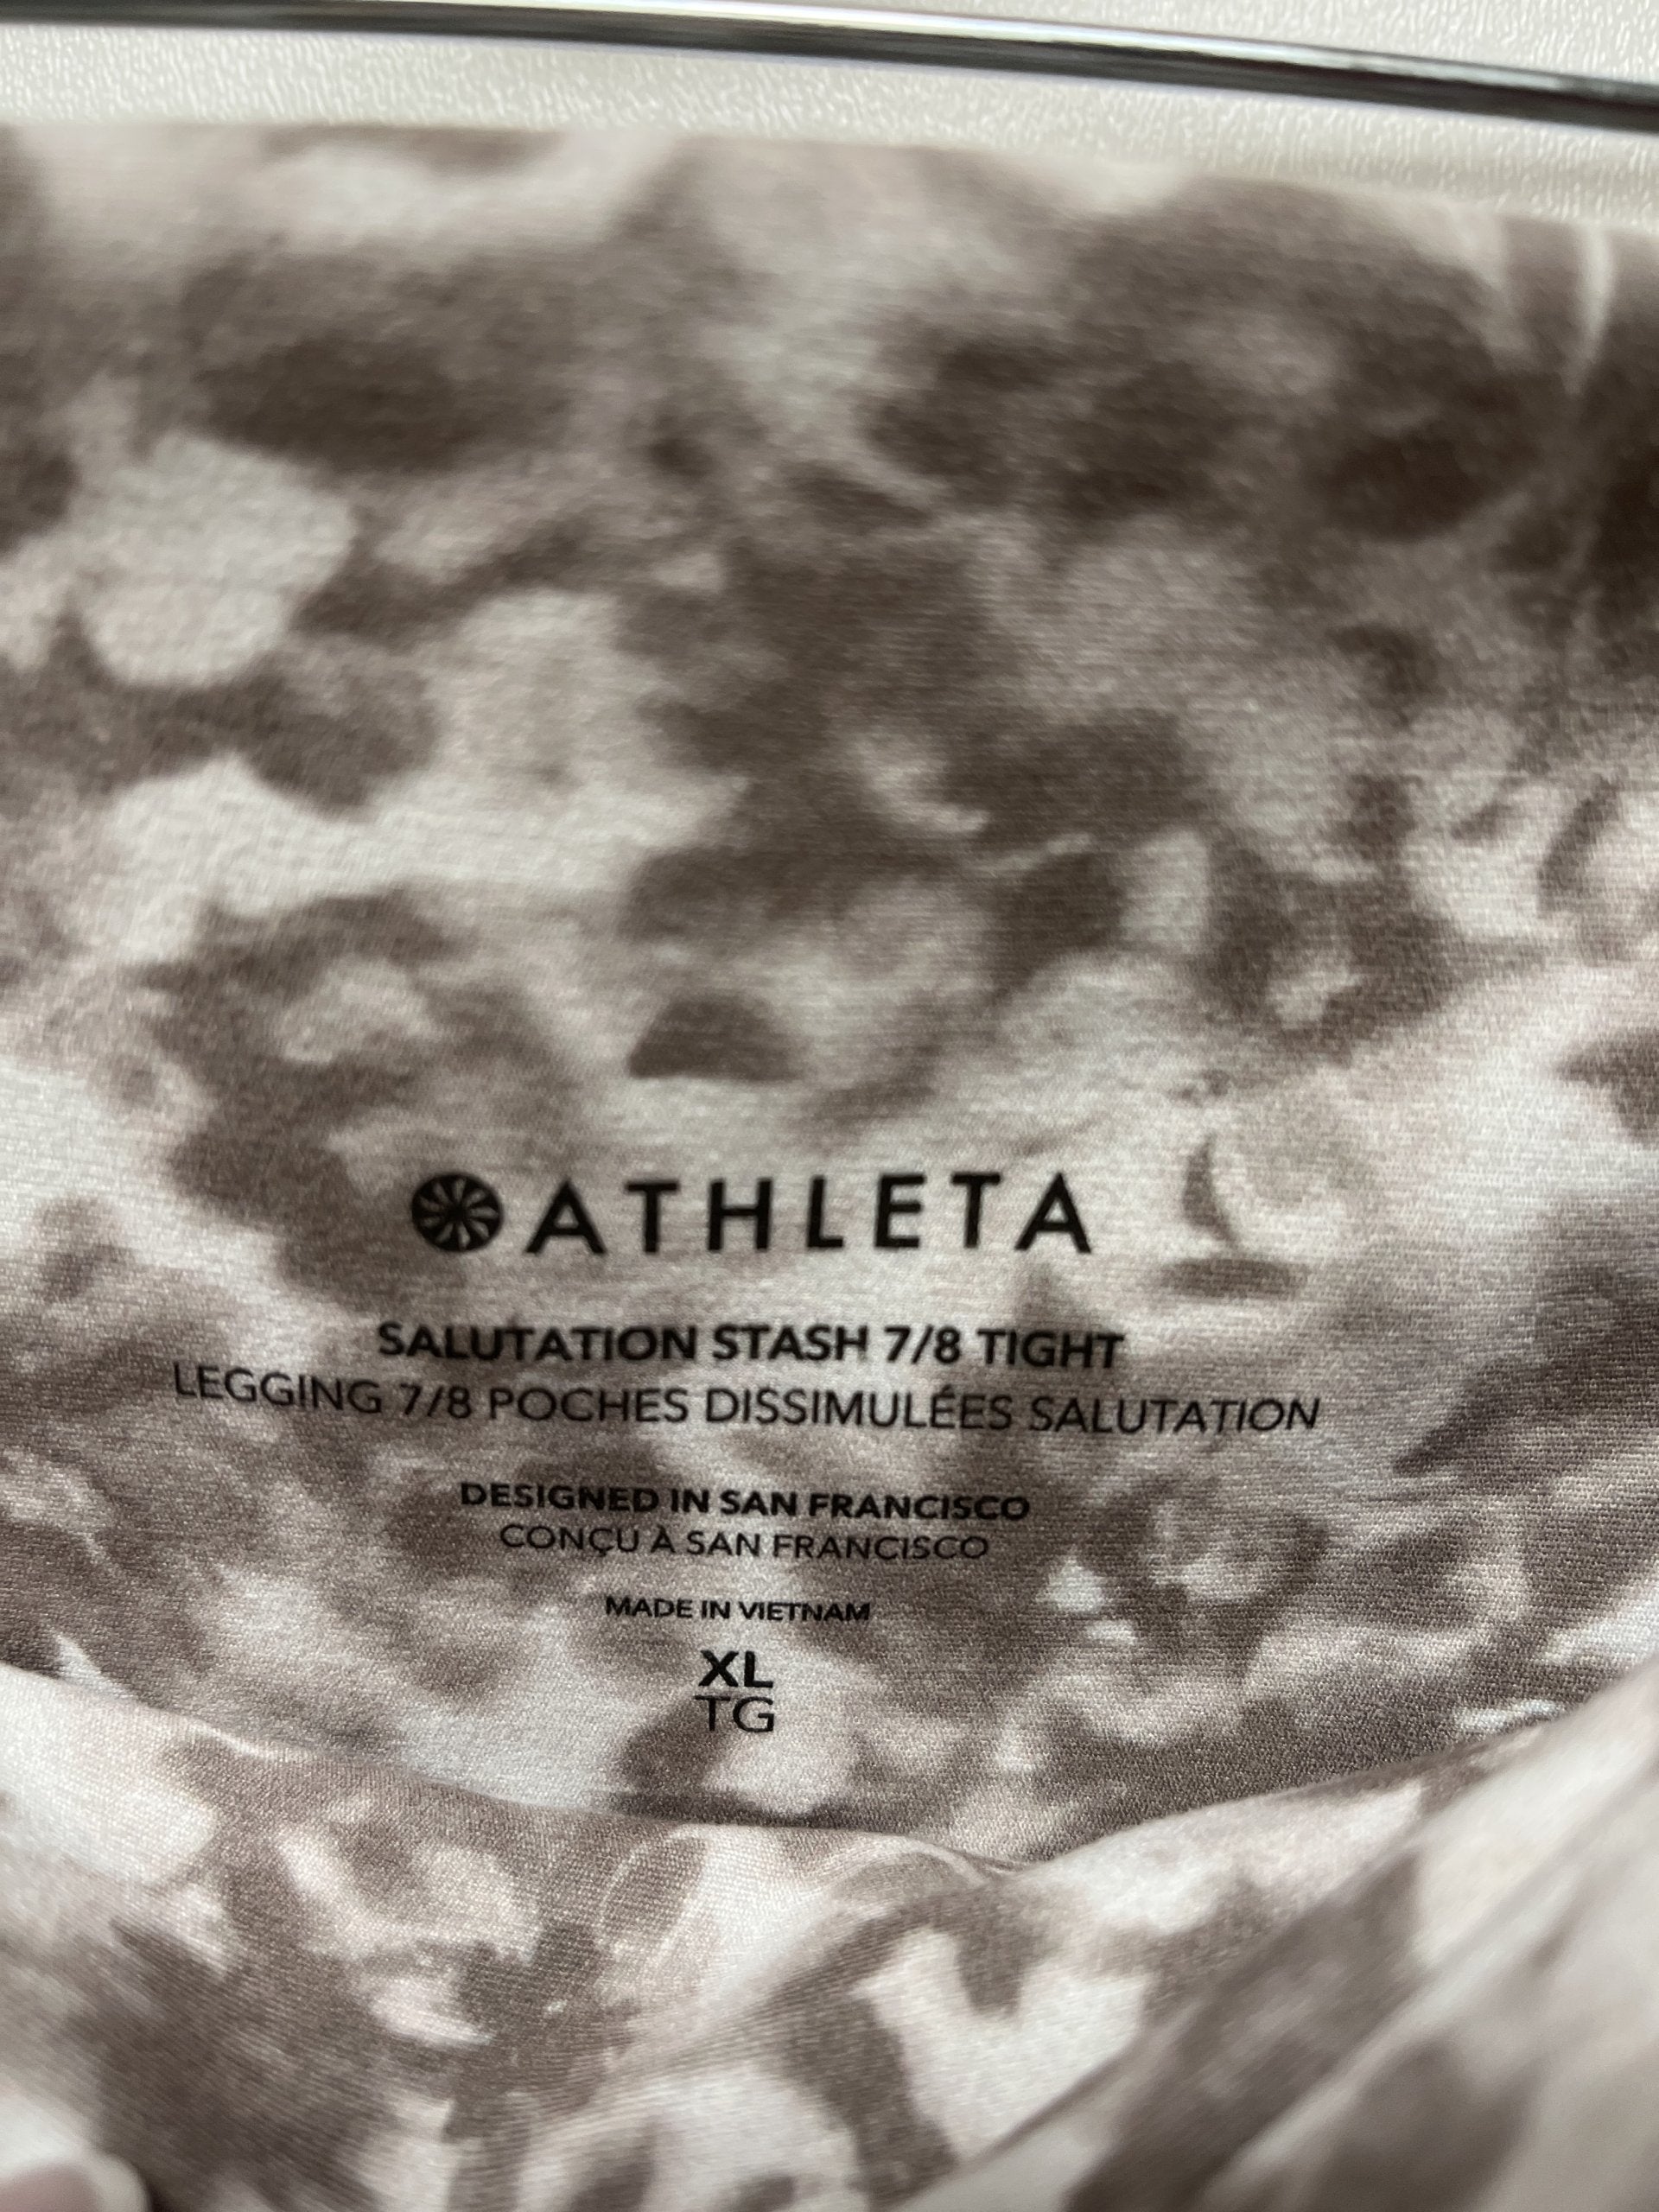 ATHLETA
SALUTATION STASH 7/8 TIGHT
LEGGING 7/8 POCHES DISSIMULÉES SALUTATION
DESIGNED IN SAN FRANCISCO
CONÇU À SAN FRANCISCO
MADE IN VIETNAM
XL
TG